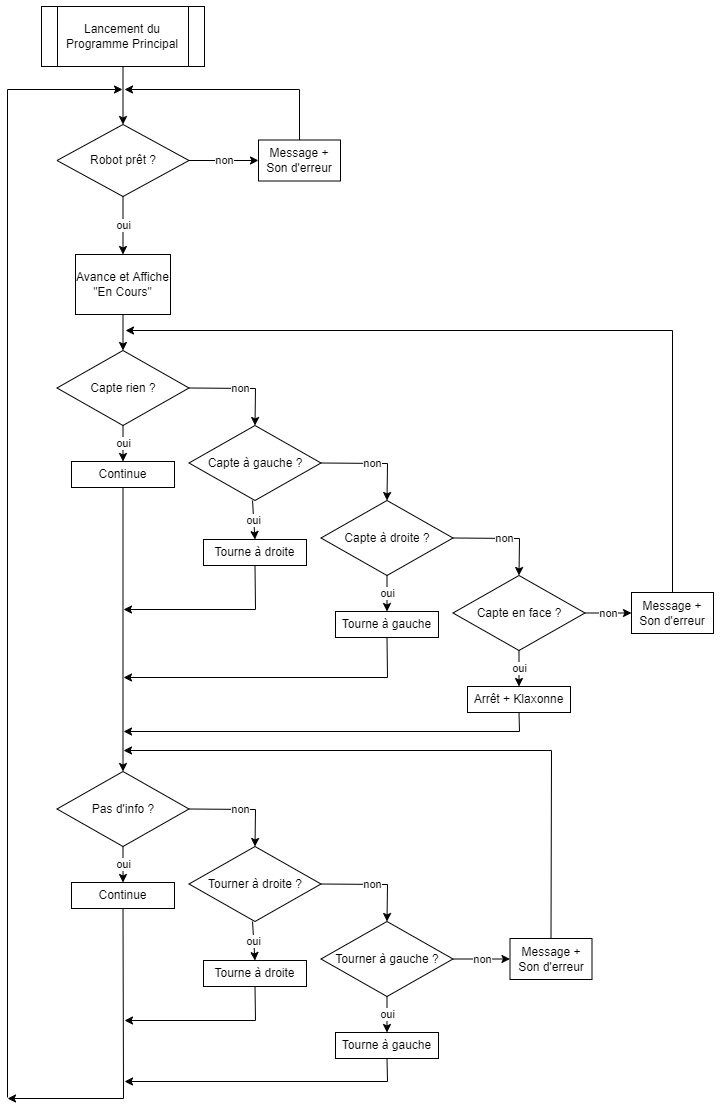 Lancement du
Programme Principal
Robot prêt ?
non
Message +
Son d'erreur
oui
Avance et Affiche
"En Cours"
Capte rien ?
non
oui
Continue
Capte à gauche ?
non
oui
Tourne à droite
Capte à droite ?
non
oui
Tourne à gauche
Capte en face ?
non
Message +
Son d'erreur
oui
Arrêt + Klaxonne
Pas d'info ?
non
oui
Continue
Tourner à droite ?
non
oui
Tourne à droite
Tourner à gauche ?
non
Message +
Son d'erreur
oui
Tourne à gauche